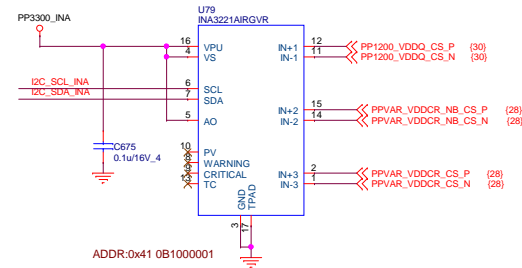 U79
PP3300_INA
INA3221AIRGVR
16 VPU IN+1 12 PP1200_VDDQ_CS_P {30}
4 VS IN-1 11 PP1200_VDDQ_CS_N {30}
I2C_SCL_INA 6 SCL
I2C_SDA_INA 7 SDA
IN+2 15 PPVAR_VDDCR_NB_CS_P {28}
5 AO IN-2 14 PPVAR_VDDCR_NB_CS_N {28}
C675
0.1u/16V_4
10 PV
WARNING
CRITICAL
TC
IN+3 2 PPVAR_VDDCR_CS_P {28}
IN-3 1 PPVAR_VDDCR_CS_N {28}
GND
TPAD
3
17
ADDR:0x41 0B1000001